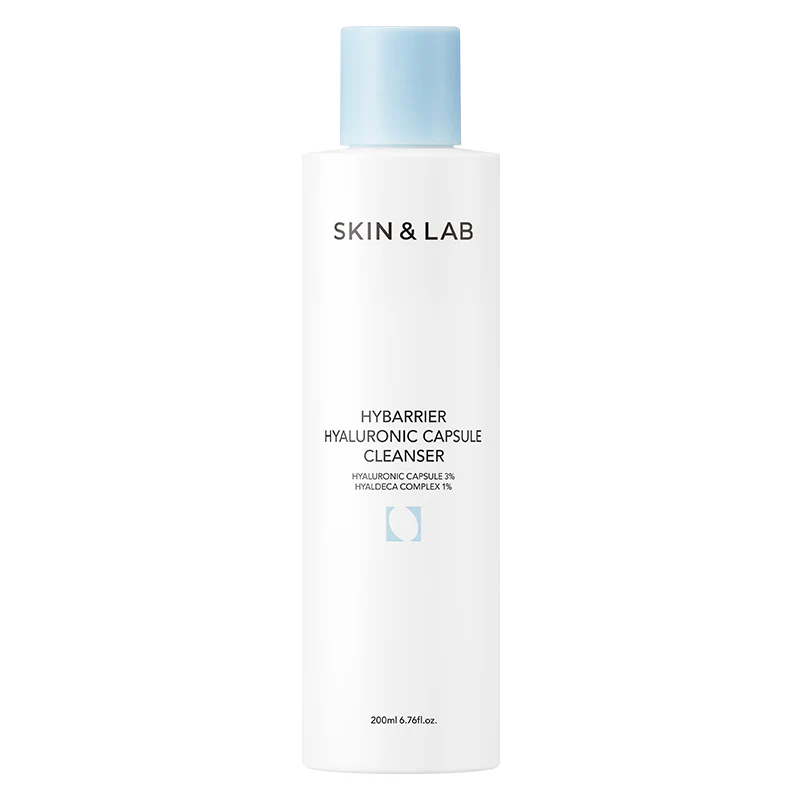 SKIN & LAB
HYBARRIER
HYALURONIC CAPSULE
CLEANSER
HYALURONIC CAPSULE 3%
HYALDECA COMPLEX 1%
200ml 6.76fl.oz.